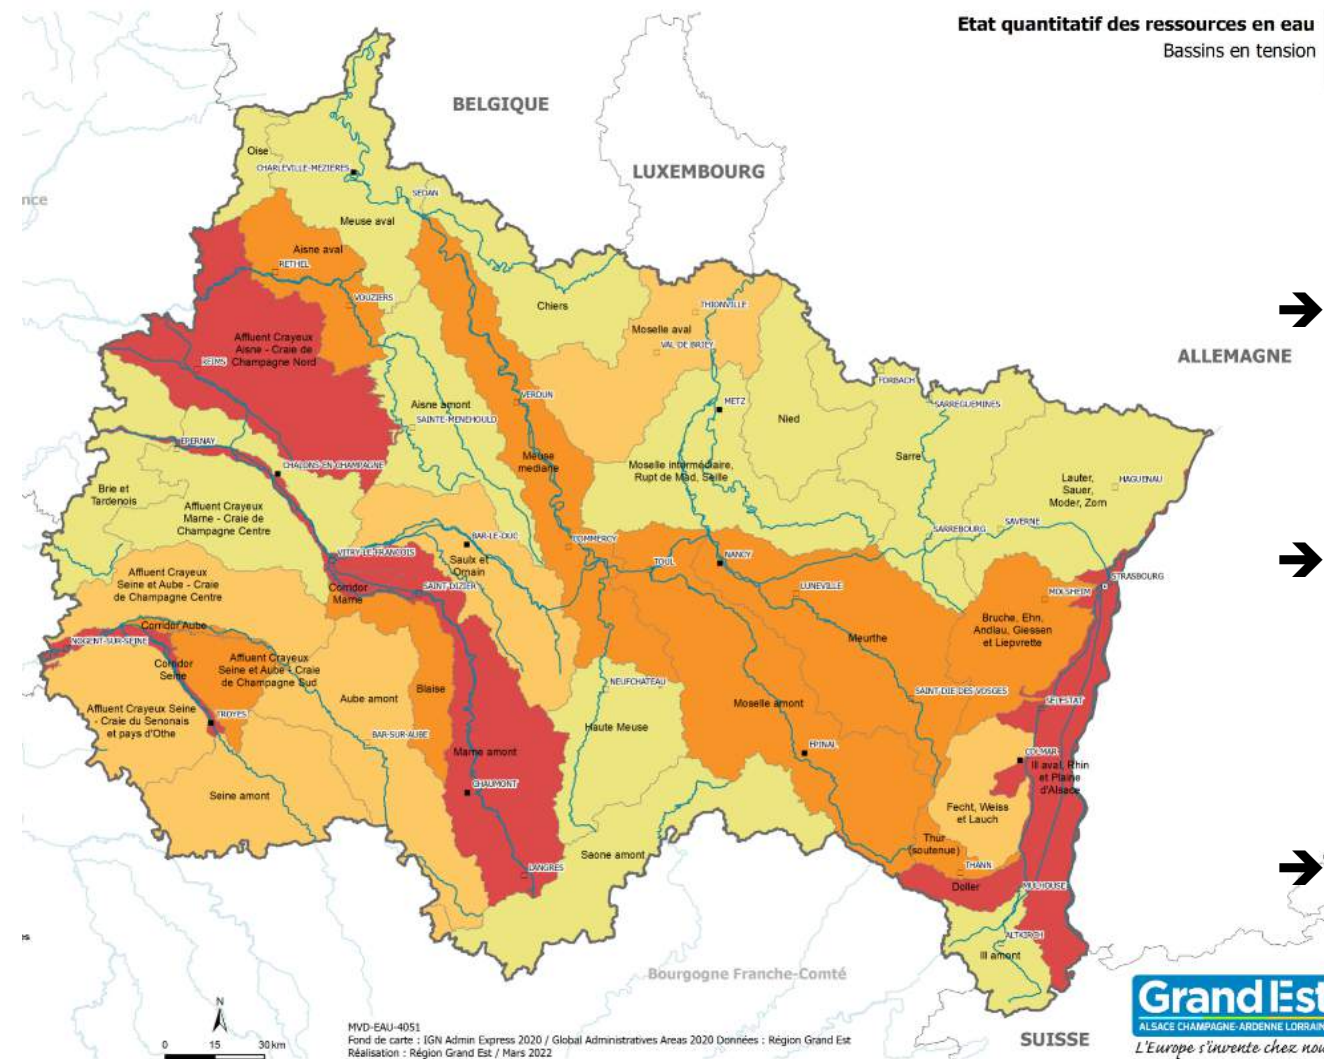 Etat quantitatif des ressources en eau
Bassins en tension
BELGIQUE
LUXEMBOURG
ALLEMAGNE
SUISSE
Bourgogne Franche-Comté
Oise
CHARLEVILLE-MEZIERES
SEDAN
Meuse aval
Aisne aval
RETHEL
VOUZIERS
Chiers
THIONVILLE
Moselle aval
VAL DE BRIEY
Affluent Crayeux
Aisne - Craie de
Champagne Nord
REIMS
FORBACH
SARREGUEMINES
VERDUN
METZ
Aisne amont
SAINTE-MENEHOULD
Nied
EPERNAY
Meuse
mediane
Sarre
CHALONS-EN-CHAMPAGNE
Moselle intermédiaire,
Rupt de Mad, Seille
Lauter,
Sauer,
Moder, Zorn
HAGUENAU
Brie et
Tardenois
Affluent Crayeux
Marne - Craie de
Champagne Centre
SARREBOURG
SAVERNE
BAR-LE-DUC
COMMERCY
VITRY-LE-FRANCOIS
Saulx et
Ornain
TOUL
NANCY
Affluent Crayeux
Seine et Aube - Craie
de Champagne Centre
SAINT-DIZIER
Corridor
Marne
LUNEVILLE
STRASBOURG
MOLSHEIM
Bruche, Ehn,
Andlau, Giessen
et Liepvrette
Corridor Aube
NOGENT-SUR-SEINE
Meurthe
Corridor
Seine
Affluent Crayeux
Seine et Aube - Craie
de Champagne Sud
Blaise
NEUFCHATEAU
SAINT-DIE DES VOSGES
SELESTAT
Aube amont
Moselle amont
Affluent Crayeux Seine
- Craie du Senonais
et pays d'Othe
TROYES
Haute Meuse
BAR-SUR-AUBE
Marne amont
EPINAL
COLMAR
Ill aval, Rhin
et Plaine
d'Alsace
CHAUMONT
Seine amont
Fecht, Weiss
et Lauch
Thur
(soutenue)
Saone amont
LANGRES
THANN
Doller
MULHOUSE
ALTKIRCH
Ill amont
N
0 15 30 km
MVD-EAU-4051
Fond de carte : IGN Admin Express 2020 / Global Administratives Areas 2020 Données : Région Grand Est
Réalisation : Région Grand Est / Mars 2022
Grand Est
ALSACE CHAMPAGNE-ARDENNE LORRAIN
L'Europe s'invente chez nou